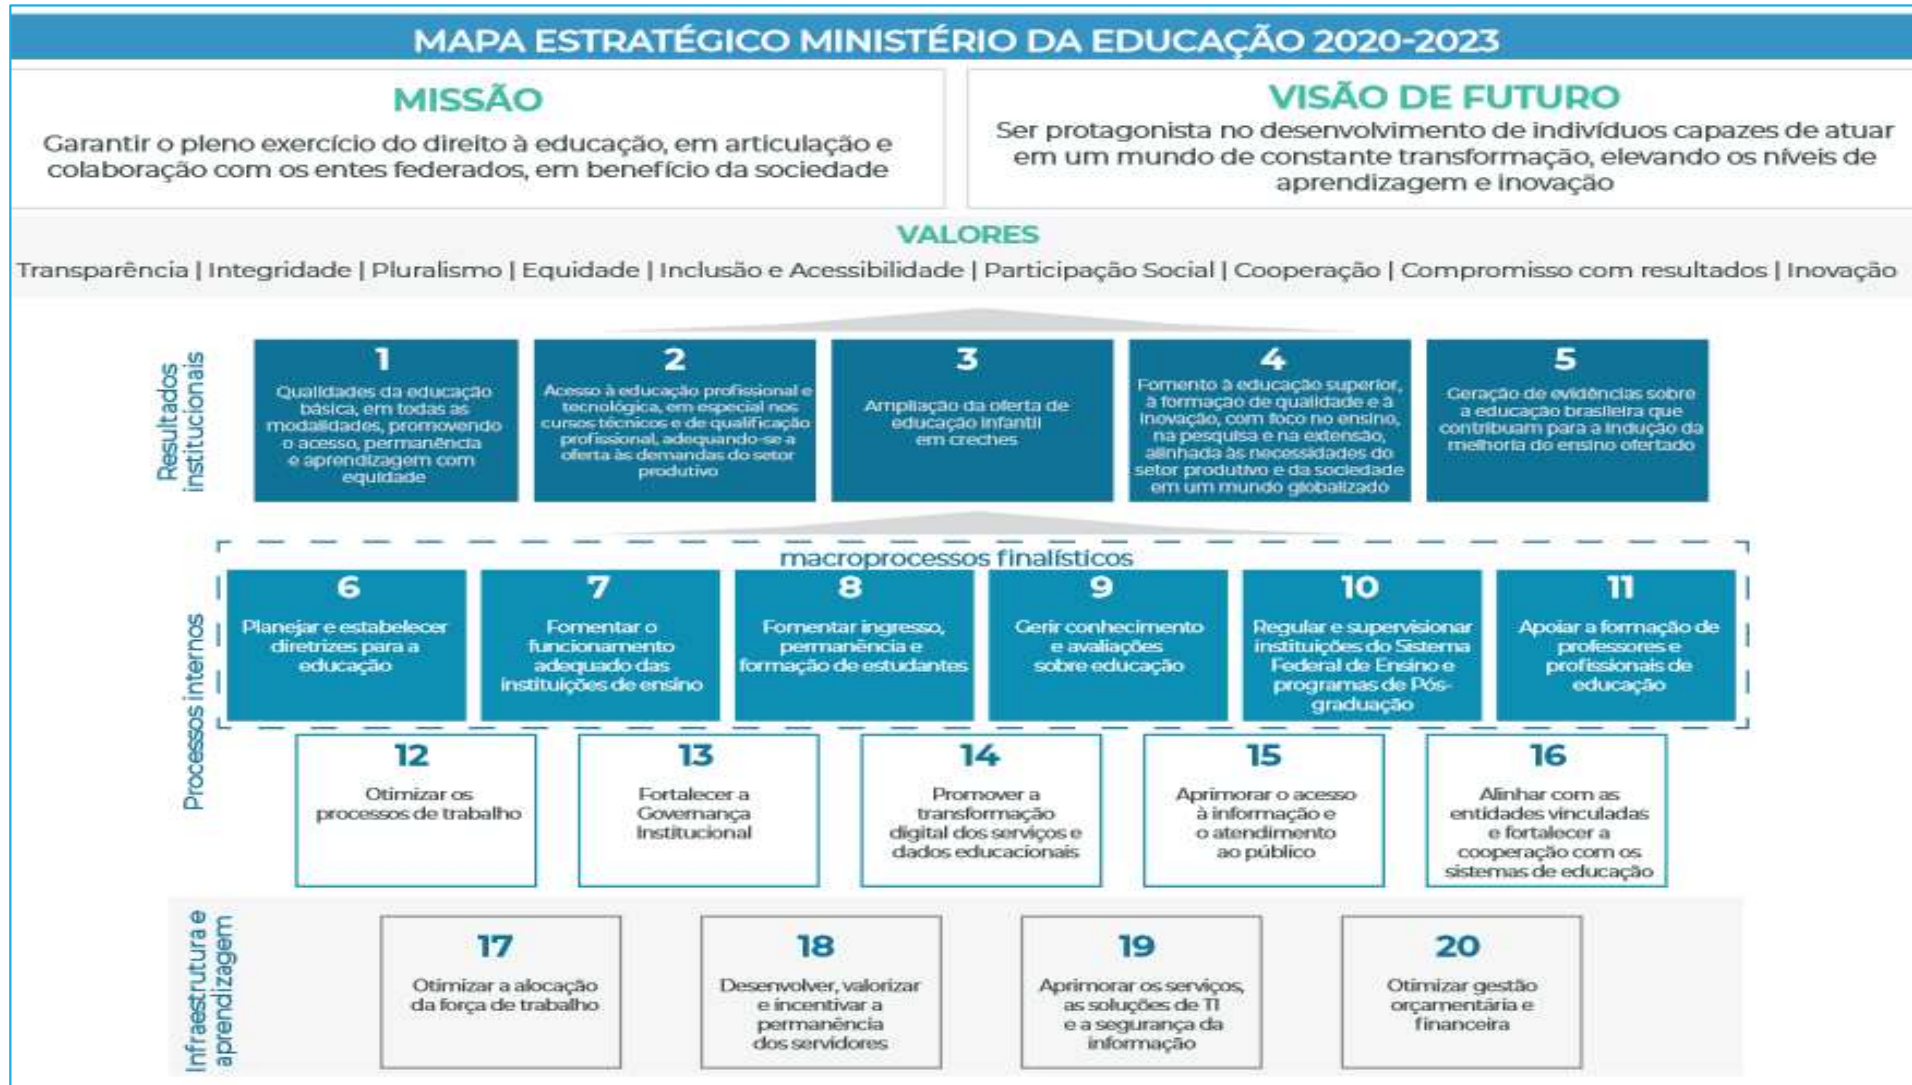 MAPA ESTRATÉGICO MINISTÉRIO DA EDUCAÇÃO 2020-2023
MISSÃO
Garantir o pleno exercício do direito à educação, em articulação e
colaboração com os entes federados, em benefício da sociedade
VISÃO DE FUTURO
Ser protagonista no desenvolvimento de indivíduos capazes de atuar
em um mundo de constante transformação, elevando os níveis de
aprendizagem e inovação
VALORES
Transparência | Integridade | Pluralismo | Equidade | Inclusão e Acessibilidade | Participação Social | Cooperação | Compromisso com resultados | Inovação
Resultados
institucionais
1
Qualidades da educação
básica, em todas as
modalidades, promovendo
o acesso, permanência
e aprendizagem com
equidade
2
Acesso à educação profissional e
tecnológica, em especial nos
cursos técnicos e de qualificação
profissional, adequando-se a
oferta às demandas do setor
produtivo
3
Ampliação da oferta de
educação infantil
em creches
4
Fomento à educação superior,
à formação de qualidade e à
inovação, com foco no ensino,
na pesquisa e na extensão,
alinhada às necessidades do
setor produtivo e da sociedade
em um mundo globalizado
5
Geração de evidências sobre
a educação brasileira que
contribuam para a indução da
melhoria do ensino ofertado
Processos internos
macroprocessos finalísticos
6
Planejar e estabelecer
diretrizes para a
educação
7
Fomentar o
funcionamento
adequado das
instituições de ensino
8
Fomentar ingresso,
permanência e
formação de estudantes
9
Gerir conhecimento
e avaliações
sobre educação
10
Regular e supervisionar
instituições do Sistema
Federal de Ensino e
programas de Pós-
graduação
11
Apoiar a formação de
professores e
profissionais de
educação
12
Otimizar os
processos de trabalho
13
Fortalecer a
Governança
Institucional
14
Promover a
transformação
digital dos serviços e
dados educacionais
15
Aprimorar o acesso
à informação e
o atendimento
ao público
16
Alinhar com as
entidades vinculadas
e fortalecer a
cooperação com os
sistemas de educação
Infraestrutura e
aprendizagem
17
Otimizar a alocação
da força de trabalho
18
Desenvolver, valorizar
e incentivar a
permanência
dos servidores
19
Aprimorar os serviços,
as soluções de TI
e a segurança da
informação
20
Otimizar gestão
orçamentária e
financeira